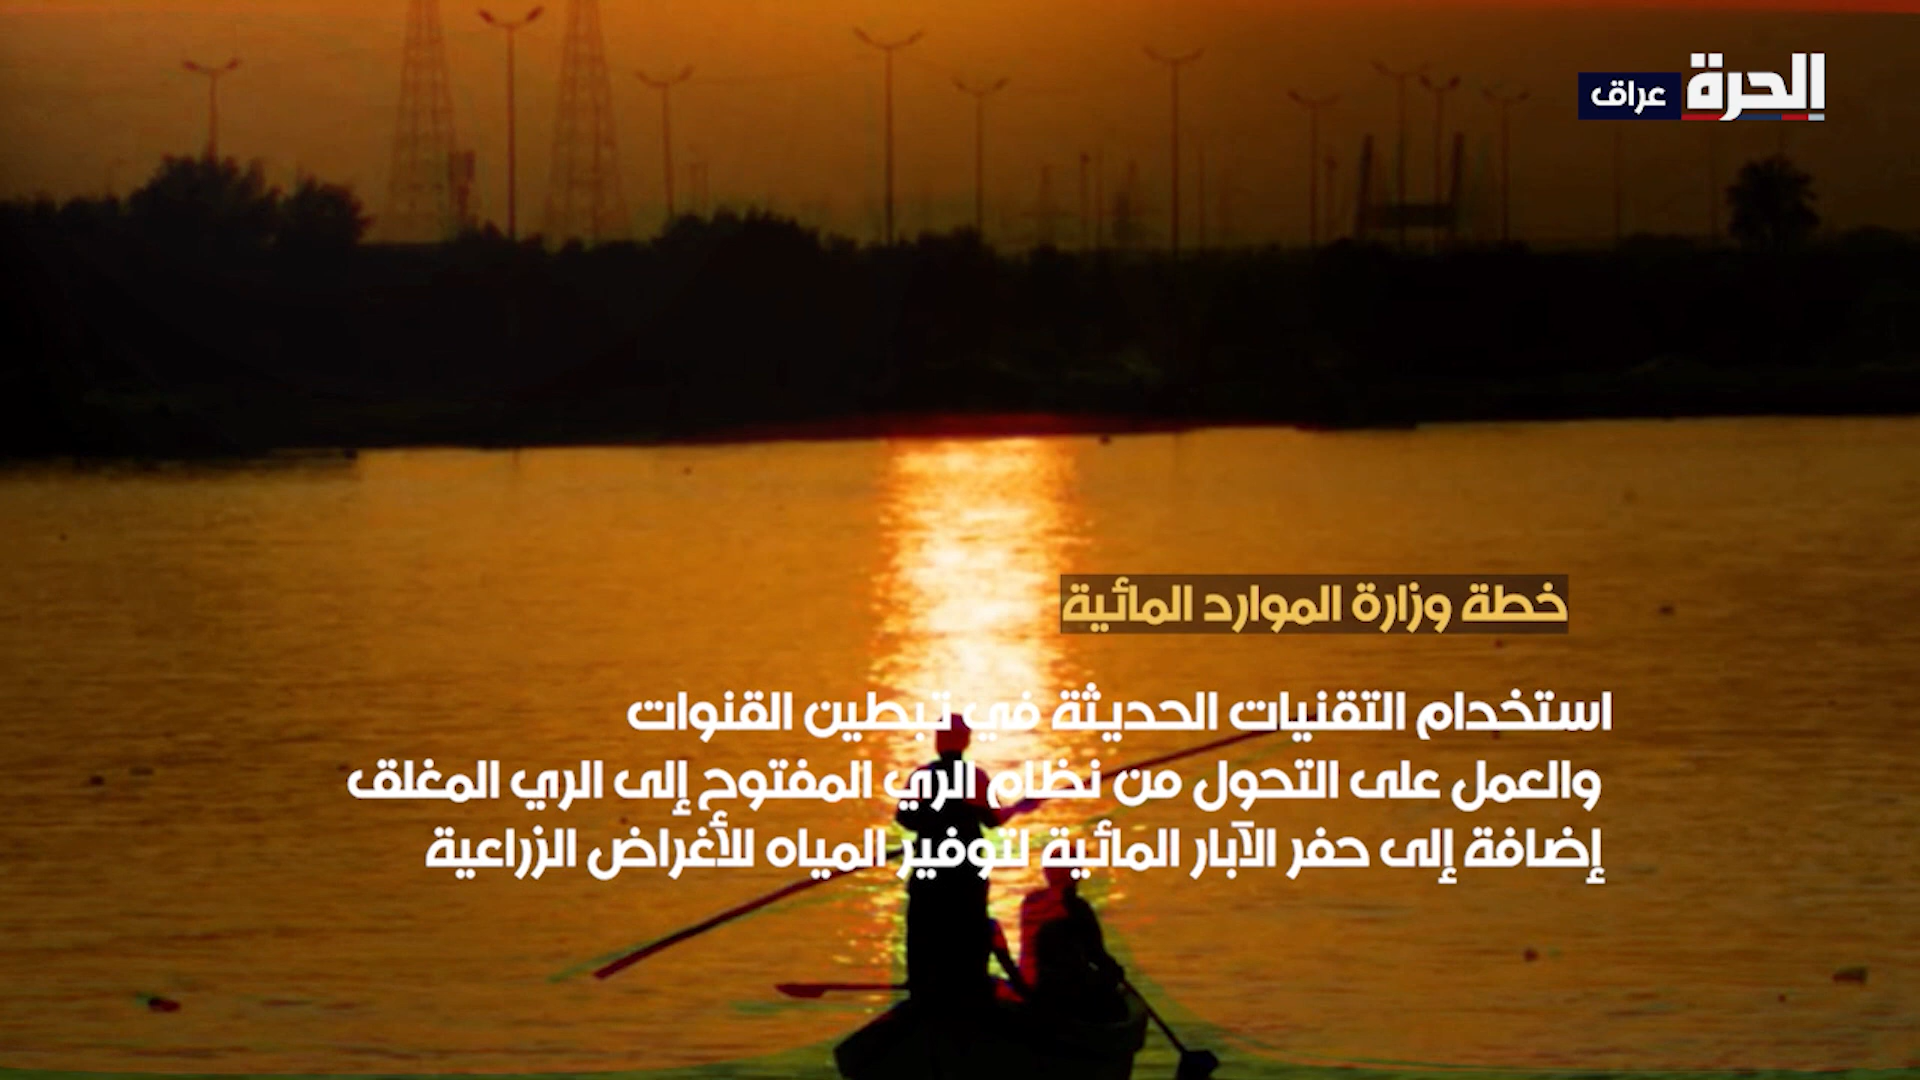 الحرة
عراق
خطة وزارة الموارد المائية
استخدام التقنيات الحديثة في تبطين القنوات
والعمل على التحول من نظام الري المفتوح إلى الري المغلق
إضافة إلى حفر الآبار المائية لتوفير المياه للأغراض الزراعية